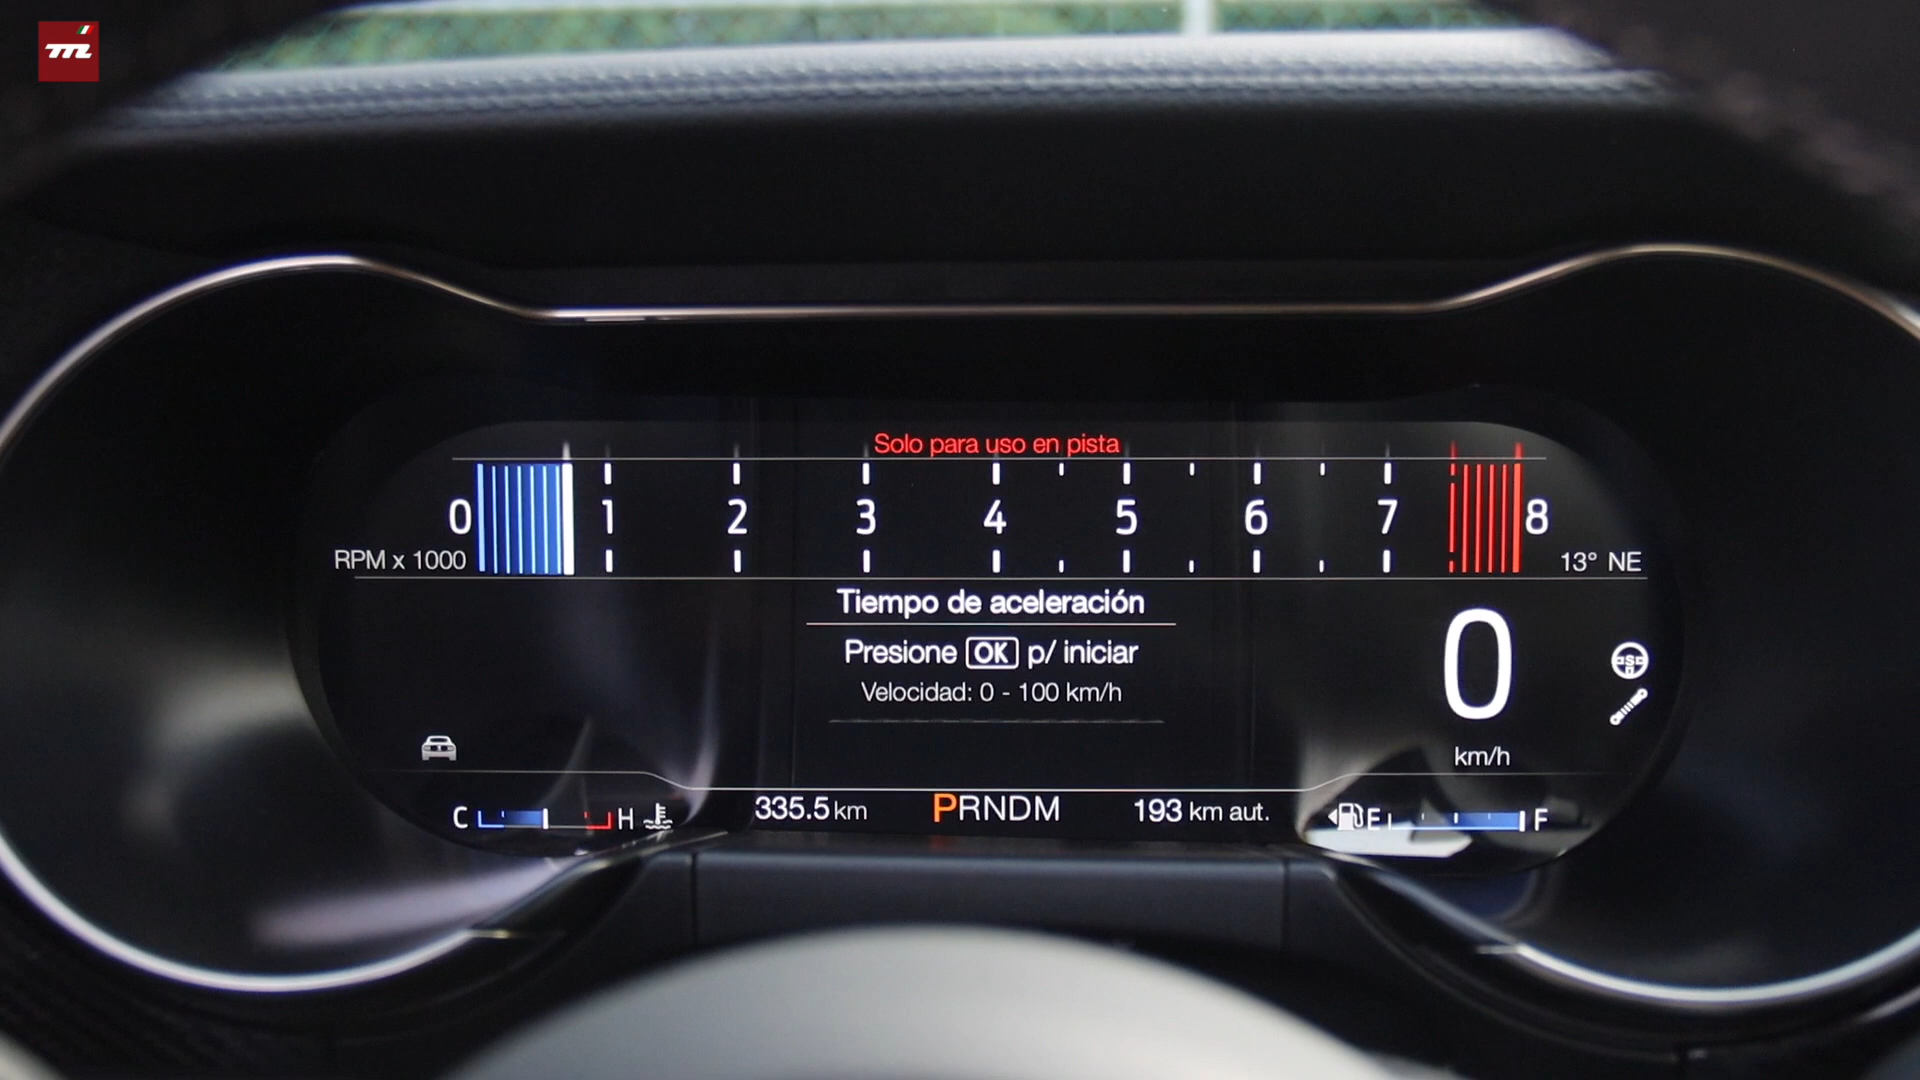 m
Solo para uso en pista
0 1 2 3 4 5 6 7 8
RPM x 1000
13° NE
Tiempo de aceleración
Presione OK p/ iniciar
Velocidad: 0 - 100 km/h
0
km/h
S
C H
335.5 km
PRNDM
193 km aut.
E F